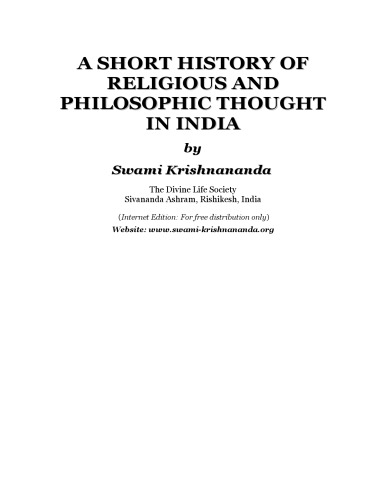 A SHORT HISTORY OF
RELIGIOUS AND
PHILOSOPHIC THOUGHT
IN INDIA
by
Swami Krishnananda
The Divine Life Society
Sivananda Ashram, Rishikesh, India
(Internet Edition: For free distribution only)
Website: www.swami-krishnananda.org